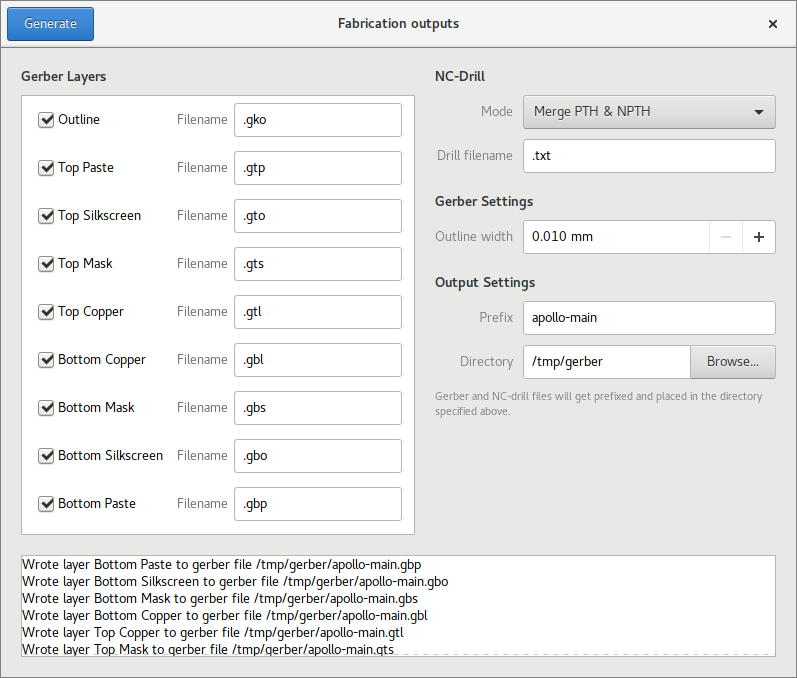 Generate
Fabrication outputs
Gerber Layers
Outline Filename .gko
Top Paste Filename .gtp
Top Silkscreen Filename .gto
Top Mask Filename .gts
Top Copper Filename .gtl
Bottom Copper Filename .gbl
Bottom Mask Filename .gbs
Bottom Silkscreen Filename .gbo
Bottom Paste Filename .gbp
NC-Drill
Mode Merge PTH & NPTH
Drill filename .txt
Gerber Settings
Outline width 0.010 mm
Output Settings
Prefix apollo-main
Directory /tmp/gerber Browse...
Gerber and NC-drill files will get prefixed and placed in the directory
specified above.
Wrote layer Bottom Paste to gerber file /tmp/gerber/apollo-main.gbp
Wrote layer Bottom Silkscreen to gerber file /tmp/gerber/apollo-main.gbo
Wrote layer Bottom Mask to gerber file /tmp/gerber/apollo-main.gbs
Wrote layer Bottom Copper to gerber file /tmp/gerber/apollo-main.gbl
Wrote layer Top Copper to gerber file /tmp/gerber/apollo-main.gtl
Wrote layer Top Mask to gerber file /tmp/gerber/apollo-main.gts